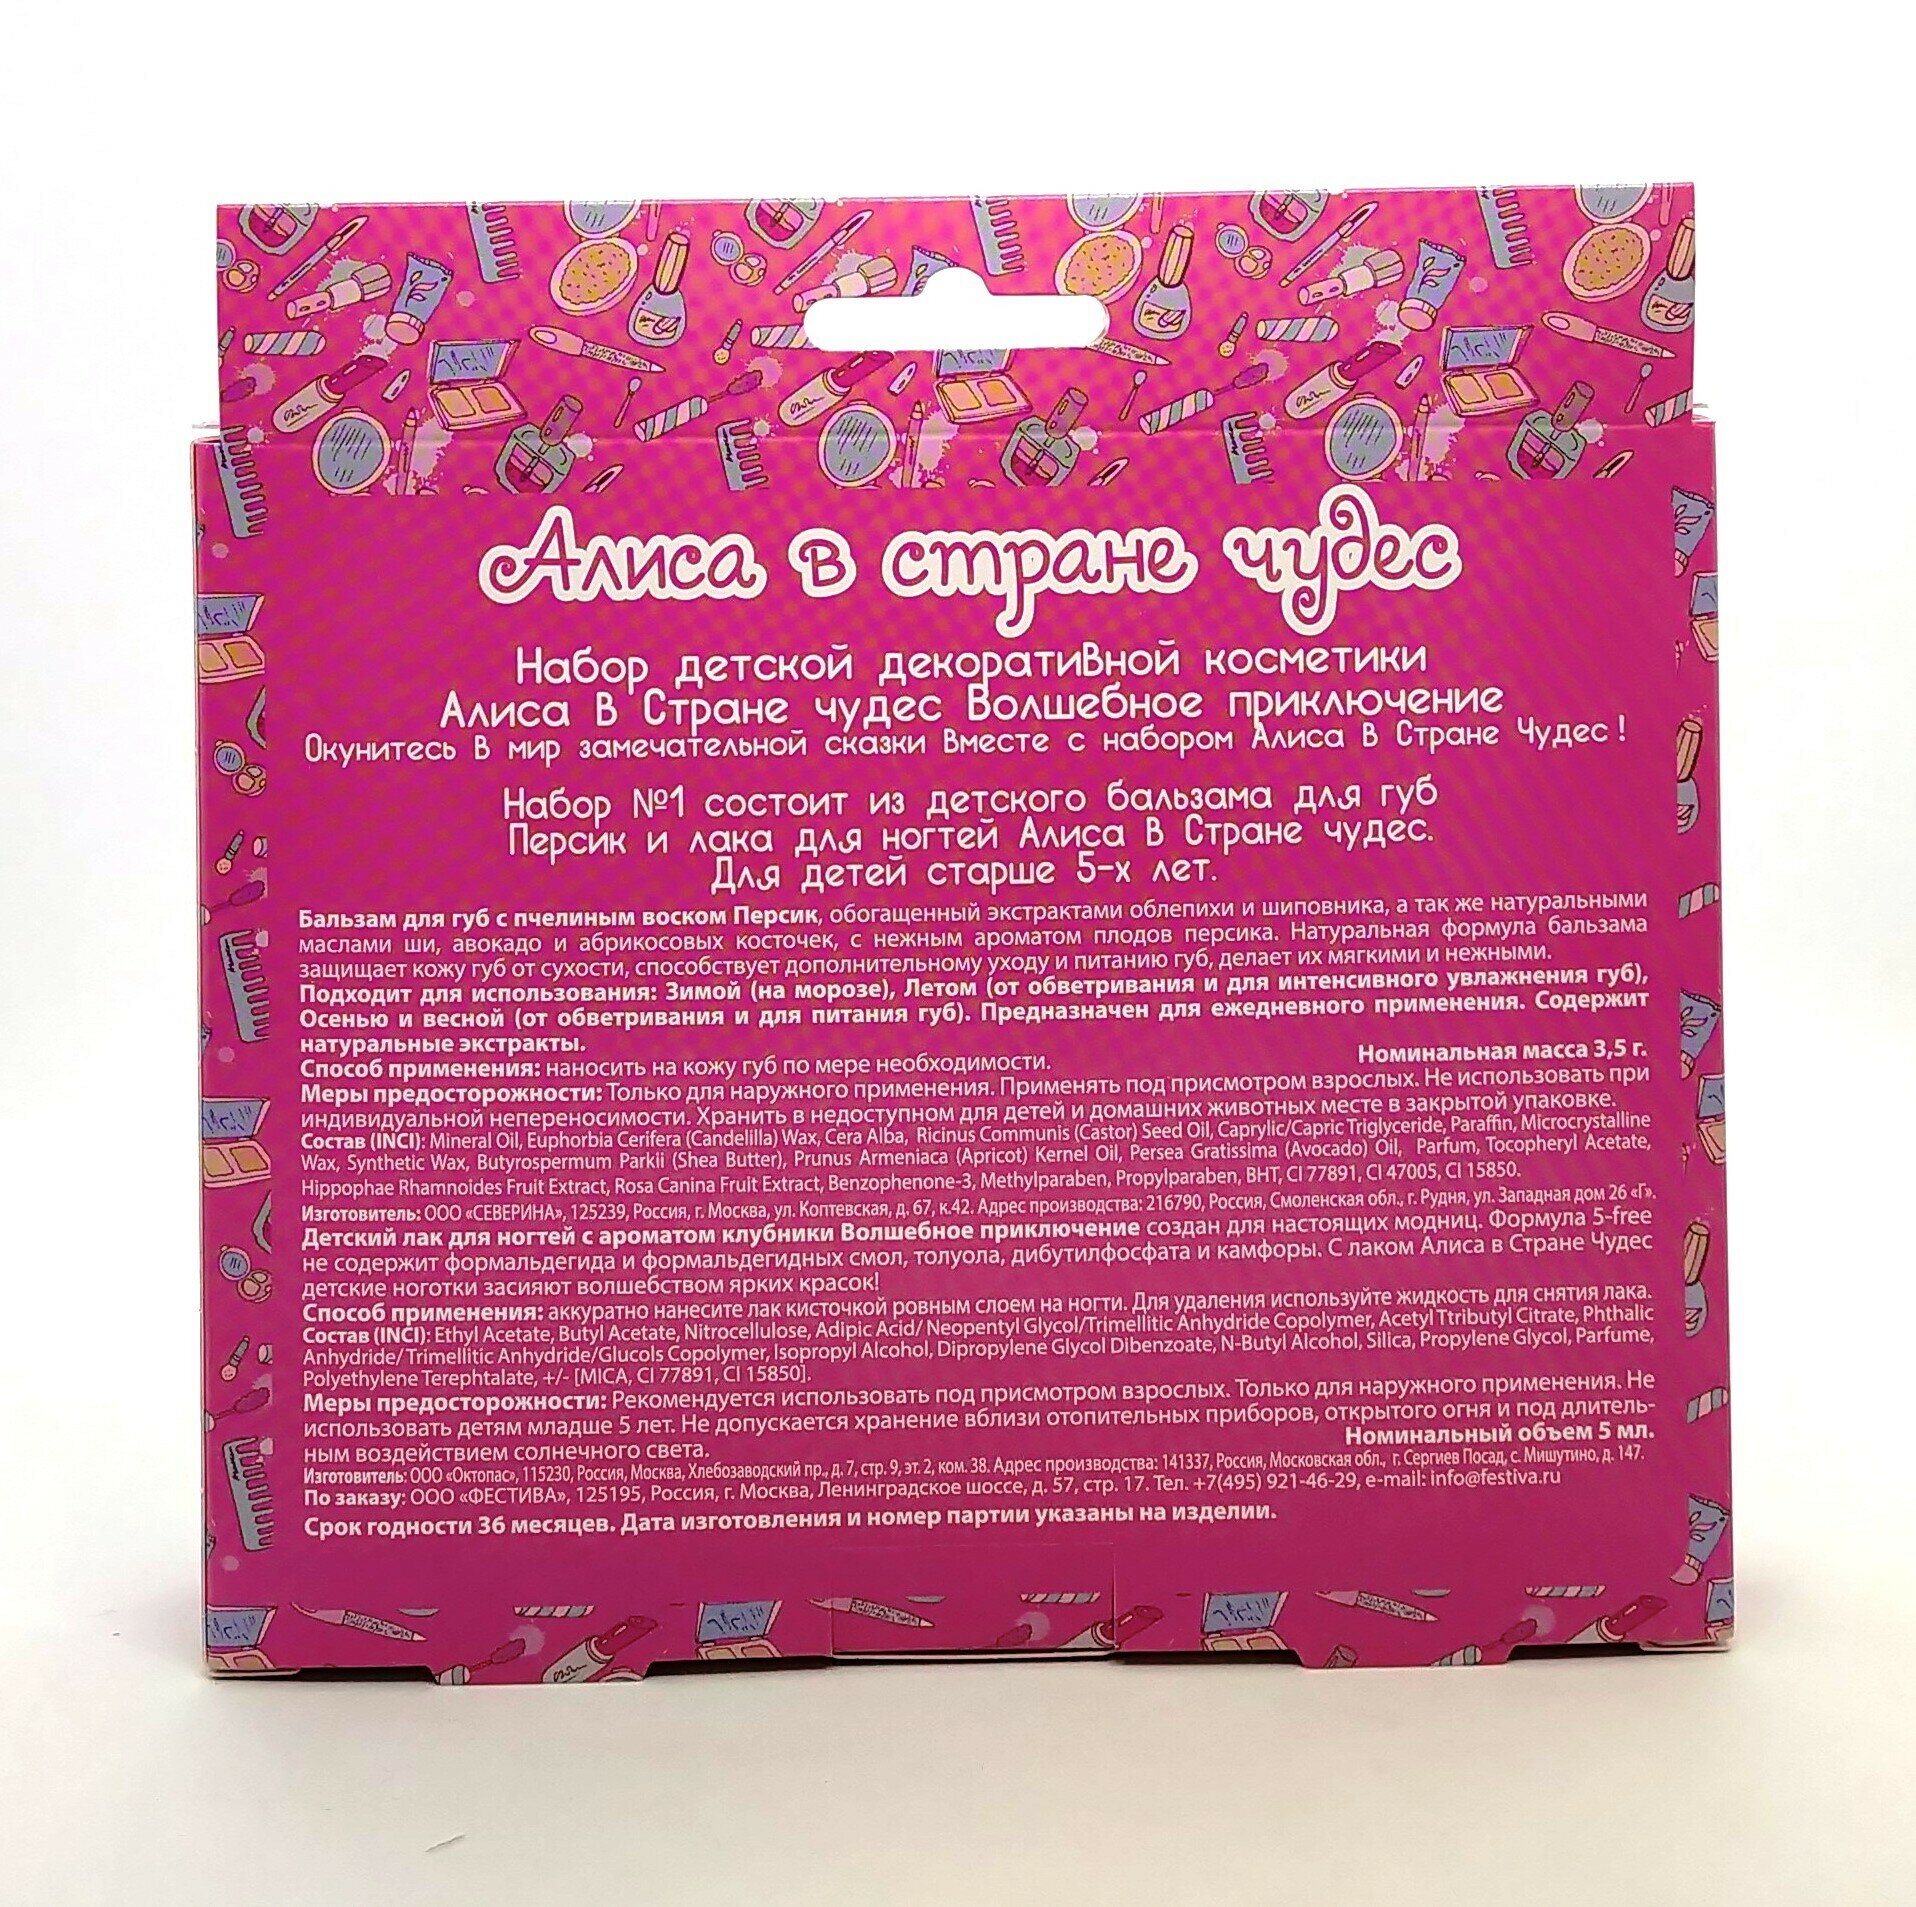 Алиса в стране чудес
Набор детской декоративной косметики
Алиса в Стране чудес Волшебное приключение
Окунитесь в мир замечательной сказки вместе с набором Алиса в Стране Чудес !
Набор №1 состоит из детского бальзама для губ
Персик и лака для ногтей Алиса в Стране чудес.
Для детей старше 5-х лет.
Бальзам для губ с пчелиным воском Персик, обогащенный экстрактами облепихи и шиповника, а так же натуральными
маслами ши, авокадо и абрикосовых косточек, с нежным ароматом плодов персика. Натуральная формула бальзама
защищает кожу губ от сухости, способствует дополнительному уходу и питанию губ, делает их мягкими и нежными.
Подходит для использования: Зимой (на морозе), Летом (от обветривания и для интенсивного увлажнения губ),
Осенью и весной (от обветривания и для питания губ). Предназначен для ежедневного применения. Содержит
натуральные экстракты.
Способ применения: наносить на кожу губ по мере необходимости. Номинальная масса 3,5 г.
Меры предосторожности: Только для наружного применения. Применять под присмотром взрослых. Не использовать при
индивидуальной непереносимости. Хранить в недоступном для детей и домашних животных месте в закрытой упаковке.
Состав (INCI): Mineral Oil, Euphorbia Cerifera (Candelilla) Wax, Cera Alba, Ricinus Communis (Castor) Seed Oil, Caprylic/Capric Triglyceride, Paraffin, Microcrystalline
Wax, Synthetic Wax, Butyrospermum Parkii (Shea Butter), Prunus Armeniaca (Apricot) Kernel Oil, Persea Gratissima (Avocado) Oil, Parfum, Tocopheryl Acetate,
Hippophae Rhamnoides Fruit Extract, Rosa Canina Fruit Extract, Benzophenone-3, Methylparaben, Propylparaben, BHT, CI 77891, CI 47005, CI 15850.
Изготовитель: ООО «СЕВЕРИНА», 125239, Россия, г. Москва, ул. Коптевская, д. 67, к.42. Адрес производства: 216790, Россия, Смоленская обл., г. Рудня, ул. Западная дом 26 «Г».
Детский лак для ногтей с ароматом клубники Волшебное приключение создан для настоящих модниц. Формула 5-free
не содержит формальдегида и формальдегидных смол, толуола, дибутилфосфата и камфоры. С лаком Алиса в Стране Чудес
детские ноготки засияют волшебством ярких красок!
Способ применения: аккуратно нанесите лак кисточкой ровным слоем на ногти. Для удаления используйте жидкость для снятия лака.
Состав (INCI): Ethyl Acetate, Butyl Acetate, Nitrocellulose, Adipic Acid/ Neopentyl Glycol/Trimellitic Anhydride Copolymer, Acetyl Ttributyl Citrate, Phthalic
Anhydride/ Trimellitic Anhydride/Glucols Copolymer, Isopropyl Alcohol, Dipropylene Glycol Dibenzoate, N-Butyl Alcohol, Silica, Propylene Glycol, Parfume,
Polyethylene Terephtalate, +/- [MICA, CI 77891, CI 15850].
Меры предосторожности: Рекомендуется использовать под присмотром взрослых. Только для наружного применения. Не
использовать детям младше 5 лет. Не допускается хранение вблизи отопительных приборов, открытого огня и под длитель-
ным воздействием солнечного света. Номинальный объем 5 мл.
Изготовитель: ООО «Октопас», 115230, Россия, Москва, Хлебозаводский пр., д. 7, стр. 9, эт. 2, ком. 38. Адрес производства: 141337, Россия, Московская обл., г. Сергиев Посад, с. Мишутино, д. 147.
По заказу: ООО «ФЕСТИВА», 125195, Россия, г. Москва, Ленинградское шоссе, д. 57, стр. 17. Тел. +7(495) 921-46-29, e-mail: info@festiva.ru
Срок годности 36 месяцев. Дата изготовления и номер партии указаны на изделии.